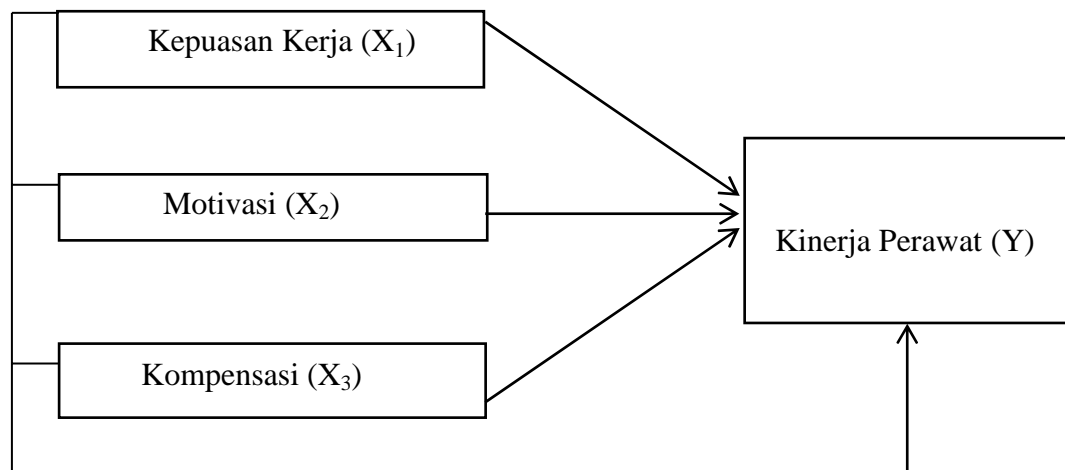 Kepuasan Kerja (X₁)
Motivasi (X₂)
Kinerja Perawat (Y)
Kompensasi (X₃)